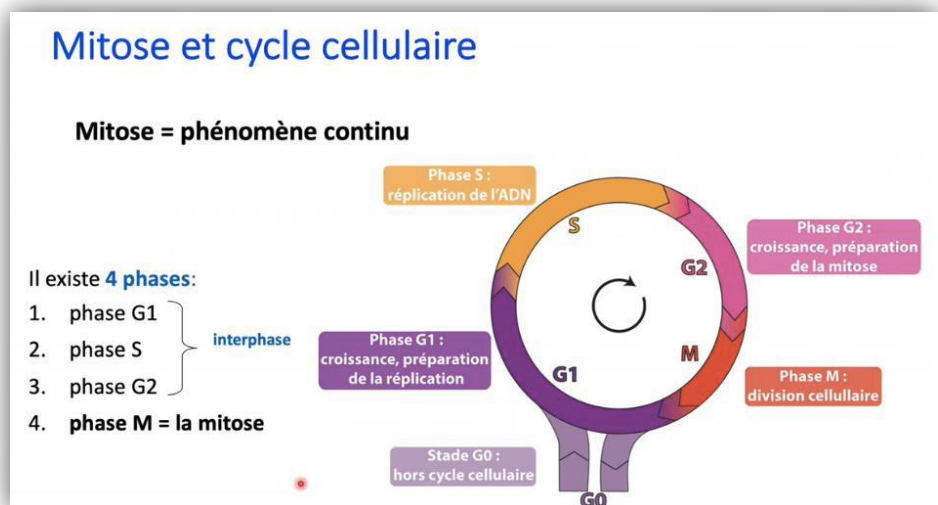 Mitose et cycle cellulaire
Mitose = phénomène continu
Phase S :
réplication de l'ADN
S
Phase G2 :
croissance, préparation
de la mitose
G2
Il existe 4 phases:
1. phase G1
2. phase S
3. phase G2
interphase
4. phase M = la mitose
Phase G1 :
croissance, préparation
de la réplication
G1
M
Phase M :
division cellullaire
Stade G0 :
hors cycle cellulaire
G0